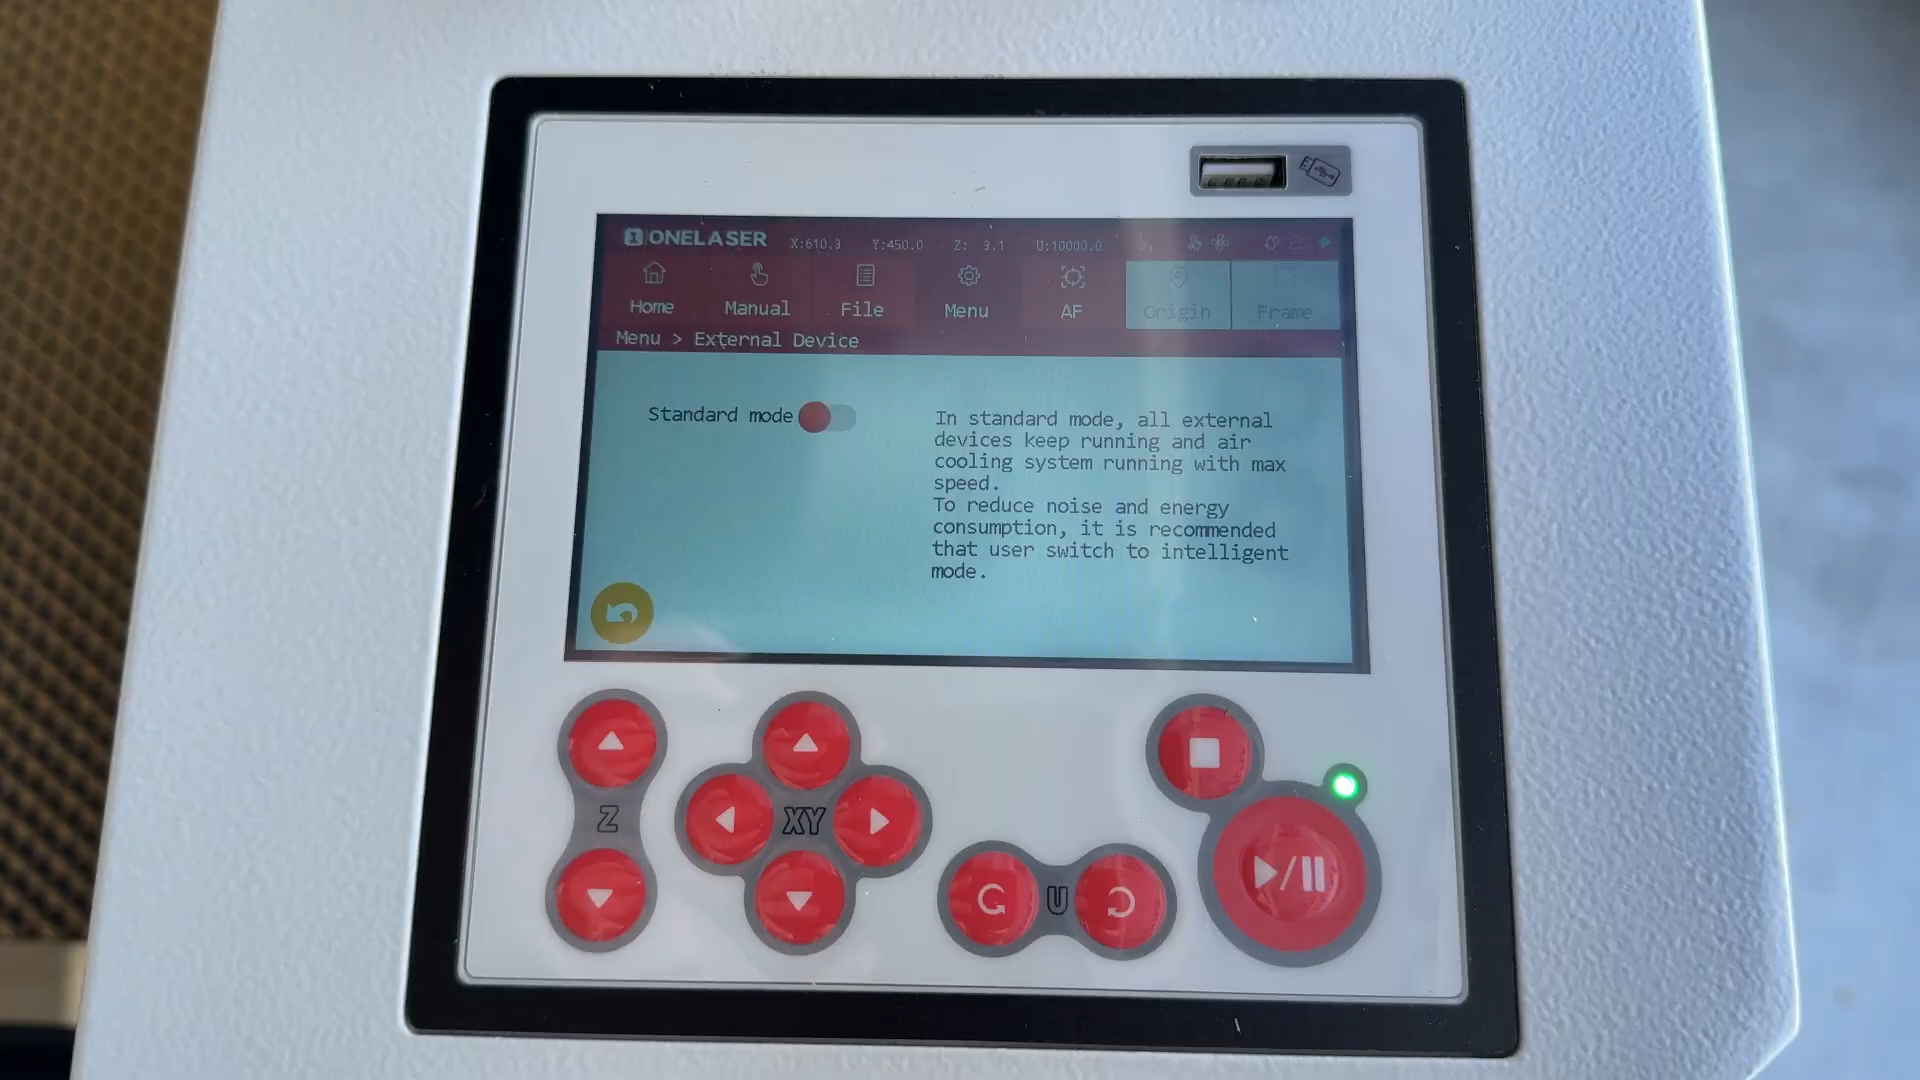 1 ONELASER X:610.3 Y:450.0 Z: 3.1 U:10000.0
Home Manual File Menu AF Origin Frame
Menu > External Device
Standard mode
In standard mode, all external
devices keep running and air
cooling system running with max
speed.
To reduce noise and energy
consumption, it is recommended
that user switch to intelligent
mode.
Z
XY
U